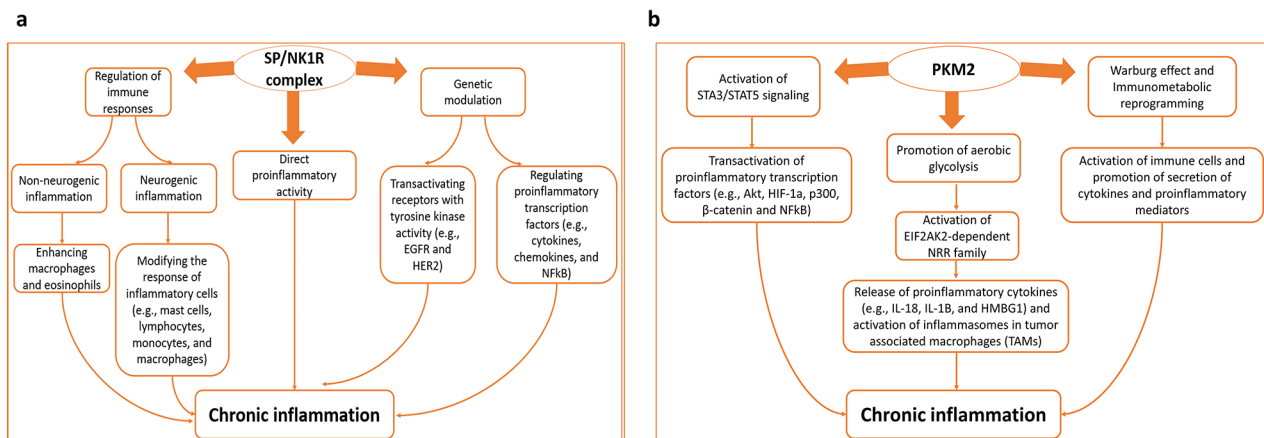 a
SP/NK1R
complex
Regulation of
immune
responses
Genetic
modulation
Direct
proinflammatory
activity
Non-neurogenic
inflammation
Neurogenic
inflammation
Transactivating
receptors with
tyrosine kinase
activity (e.g.,
EGFR and
HER2)
Regulating
proinflammatory
transcription
factors (e.g.,
cytokines,
chemokines,
and NFkB)
Enhancing
macrophages
and eosinophils
Modifying the
response of
inflammatory cells
(e.g., mast cells,
lymphocytes,
monocytes, and
macrophages)
Chronic inflammation
b
PKM2
Activation of
STA3/STAT5 signaling
Warburg effect and
Immunometabolic
reprogramming
Promotion of aerobic
glycolysis
Transactivation of
proinflammatory transcription
factors (e.g., Akt, HIF-1a, p300,
β-catenin and NFkB)
Activation of immune cells and
promotion of secretion of
cytokines and proinflammatory
mediators
Activation of
EIF2AK2-dependent
NRR family
Release of proinflammatory cytokines
(e.g., IL-18, IL-1B, and HMBG1) and
activation of inflammasomes in tumor
associated macrophages (TAMs)
Chronic inflammation